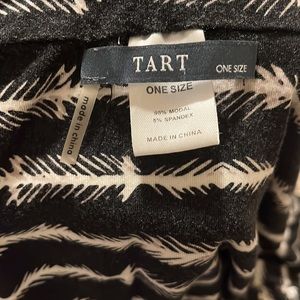 TART
ONE SIZE
ONE SIZE
95% MODAL
5% SPANDEX
MADE IN CHINA
made in china